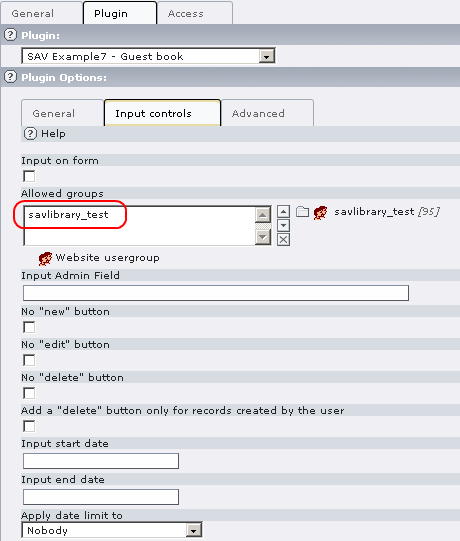 General Plugin Access
Plugin:
SAV Example7 - Guest book
Plugin Options:
General Input controls Advanced
Help
Input on form
Allowed groups
savlibrary_test savlibrary_test [95]
Website usergroup
Input Admin Field
No "new" button
No "edit" button
No "delete" button
Add a "delete" button only for records created by the user
Input start date
Input end date
Apply date limit to
Nobody